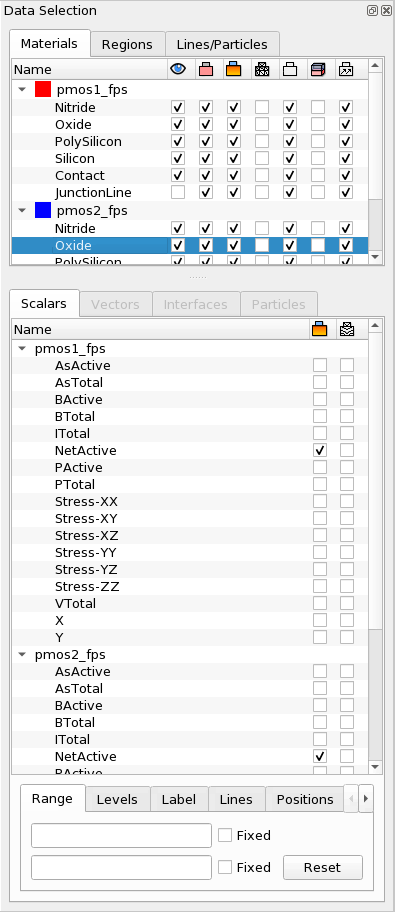 Data Selection
Materials Regions Lines/Particles
Name
pmos1_fps
Nitride
Oxide
PolySilicon
Silicon
Contact
JunctionLine
pmos2_fps
Nitride
Oxide
PolySilicon
Scalars Vectors Interfaces Particles
Name
pmos1_fps
AsActive
AsTotal
BActive
BTotal
ITotal
NetActive
PActive
PTotal
Stress-XX
Stress-XY
Stress-XZ
Stress-YY
Stress-YZ
Stress-ZZ
VTotal
X
Y
pmos2_fps
AsActive
AsTotal
BActive
BTotal
ITotal
NetActive
PActive
Range Levels Label Lines Positions
Fixed
Fixed Reset